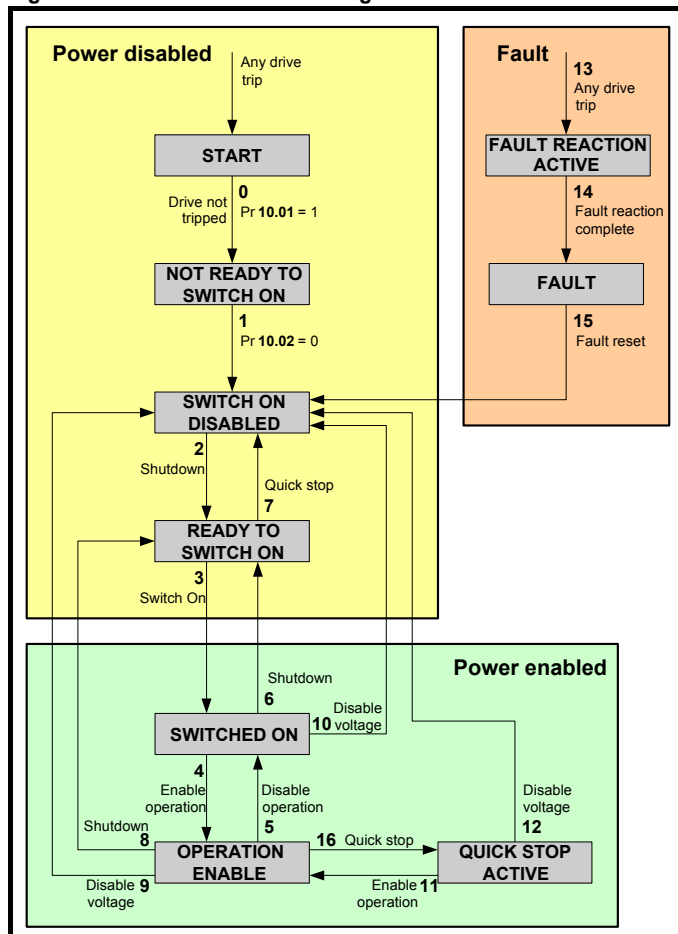 Power disabled
Any drive
trip
START
0
Drive not
tripped
Pr 10.01 = 1
NOT READY TO
SWITCH ON
1
Pr 10.02 = 0
SWITCH ON
DISABLED
2
Shutdown
Quick stop
7
READY TO
SWITCH ON
3
Switch On
Fault
13
Any drive
trip
FAULT REACTION
ACTIVE
14
Fault reaction
complete
FAULT
15
Fault reset
Power enabled
Shutdown
6
Disable
10 voltage
SWITCHED ON
4
Enable
operation
Disable
operation
5
Shutdown
8
OPERATION
ENABLE
Disable 9
voltage
16 Quick stop
Enable 11
operation
Disable
voltage
12
QUICK STOP
ACTIVE